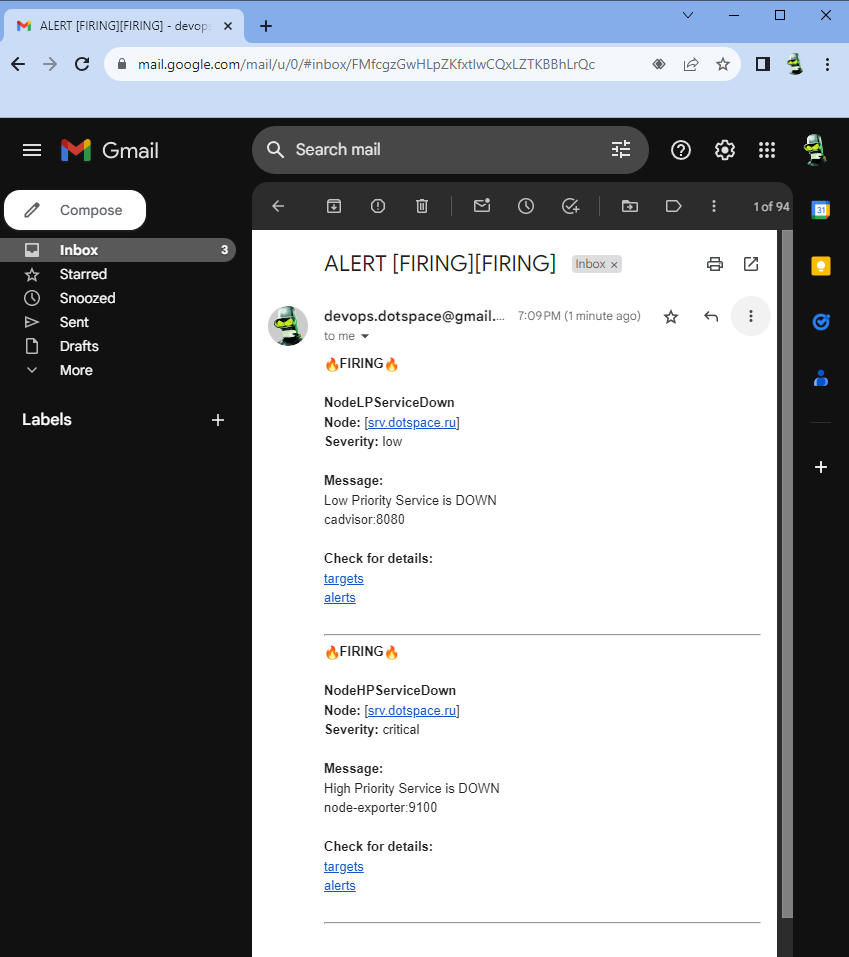 ALERT [FIRING][FIRING] - devops
mail.google.com/mail/u/0/#inbox/FMfcgzGwHLpZKfxtlwCQxLZTKBBhLrQc
Gmail
Search mail
Compose
1 of 94
31
Inbox 3
Starred
Snoozed
Sent
Drafts
More
Labels
ALERT [FIRING][FIRING] Inbox ×
devops.dotspace@gmail.... 7:09 PM (1 minute ago)
to me
🔥FIRING🔥
NodeLPServiceDown
Node: [srv.dotspace.ru]
Severity: low
Message:
Low Priority Service is DOWN
cadvisor:8080
Check for details:
targets
alerts
🔥FIRING🔥
NodeHPServiceDown
Node: [srv.dotspace.ru]
Severity: critical
Message:
High Priority Service is DOWN
node-exporter:9100
Check for details:
targets
alerts